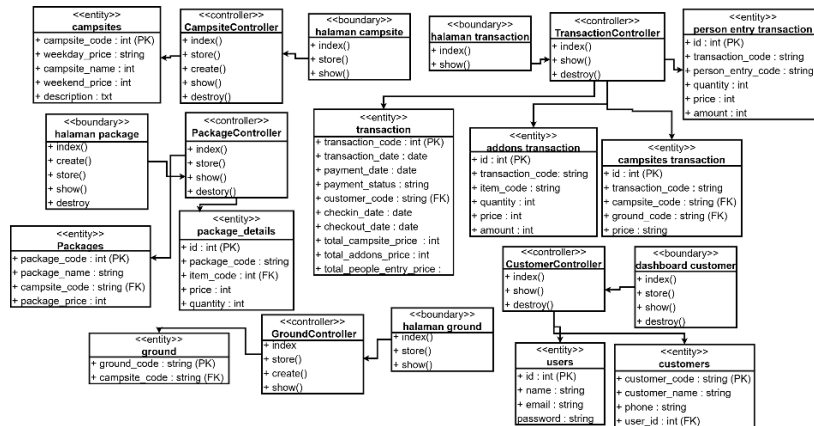 <<entity>>
campsites
+ campsite_code : int (PK)
+ weekday_price : string
+ campsite_name : int
+ weekend_price : int
+ description : txt
<<controller>>
CampsiteController
+ index()
+ store()
+ create()
+ show()
+ destroy()
<<boundary>>
halaman campsite
+ index()
+ store()
+ show()
<<boundary>>
halaman transaction
+ index()
+ show()
<<controller>>
TransactionController
+ index()
+ show()
+ destroy()
<<entity>>
person entry transaction
+ id : int (PK)
+ transaction_code : string
+ person_entry_code : string
+ quantity : int
+ price : int
+ amount : int
<<boundary>>
halaman package
+ index()
+ create()
+ store()
+ show()
+ destroy
<<controller>>
PackageController
+ index()
+ store()
+ show()
+ destory()
<<entity>>
transaction
+ transaction_code : int (PK)
+ transaction_date : date
+ payment_date : date
+ payment_status : string
+ customer_code : string (FK)
+ checkin_date : date
+ checkout_date : date
+ total_campsite_price : int
+ total_addons_price : int
+ total_people_entry_price :
<<entity>>
addons transaction
+ id : int (PK)
+ transaction_code: string
+ item_code : string
+ quantity : int
+ price : int
+ amount : int
<<entity>>
campsites transaction
+ id : int (PK)
+ transaction_code : string
+ campsite_code : string (FK)
+ ground_code : string (FK)
+ price : string
<<entity>>
Packages
+ package_code : int (PK)
+ package_name : string
+ campsite_code : string (FK)
+ package_price : int
<<entity>>
package_details
+ id : int (PK)
+ package_code : string
+ item_code : int (FK)
+ price : int
+ quantity : int
<<controller>>
CustomerController
+ index()
+ show()
+ destroy()
<<boundary>>
dashboard customer
+ index()
+ store()
+ show()
+ destroy()
<<entity>>
ground
+ ground_code : string (PK)
+ campsite_code : string (FK)
<<controller>>
GroundController
+ index
+ store()
+ create()
+ show()
<<boundary>>
halaman ground
+ index()
+ store()
+ show()
<<entity>>
users
+ id : int (PK)
+ name : string
+ email : string
password : string
<<entity>>
customers
+ customer_code : string (PK)
+ customer_name : string
+ phone : string
+ user_id : int (FK)